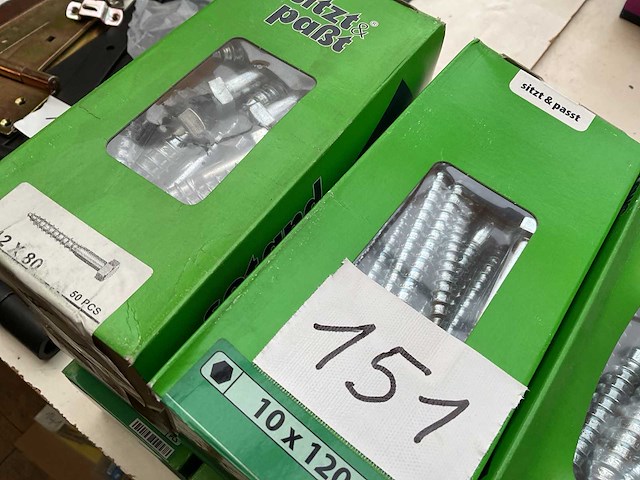 sitzt &
paßt®
2 x 80
50 PCS
sitzt & passt
151
10 x 120